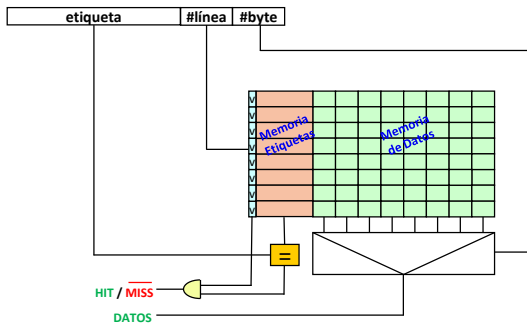 etiqueta #línea #byte
V
V
V
V
V
V
V
V
Memoria
Etiquetas
Memoria
de Datos
=
HIT / MISS
DATOS